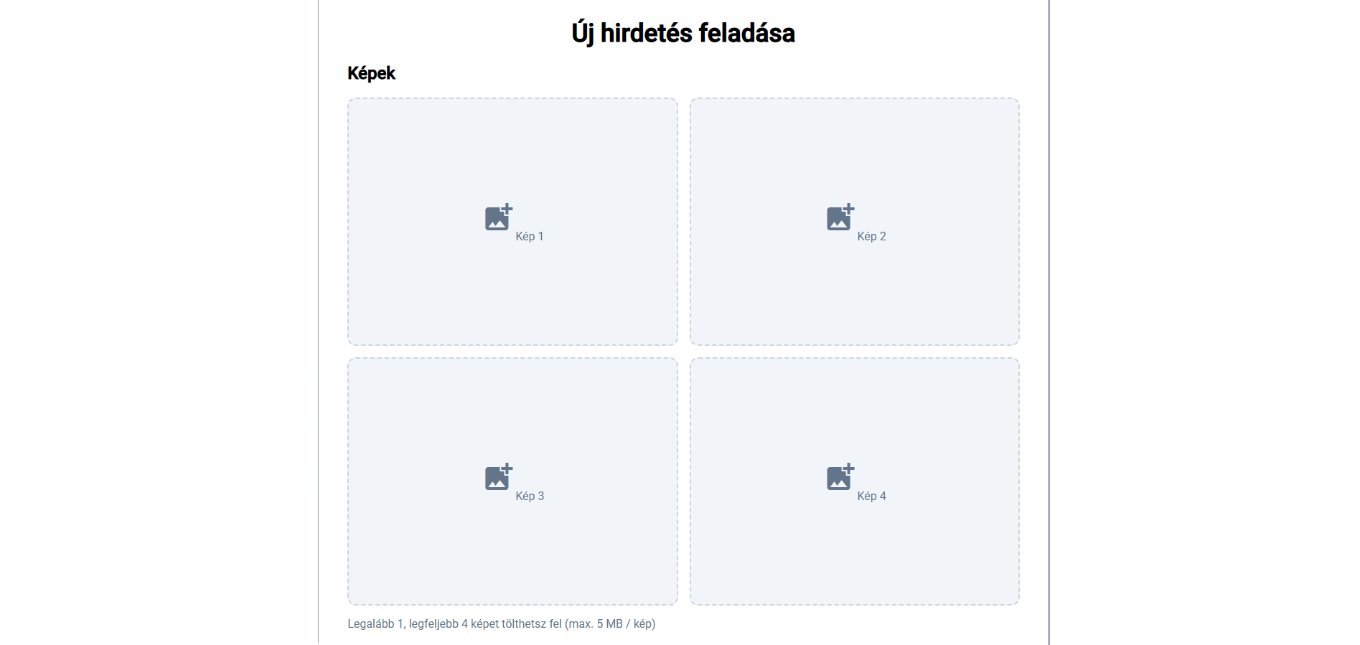 Új hirdetés feladása
Képek
Kép 1
Kép 2
Kép 3
Kép 4
Legalább 1, legfeljebb 4 képet tölthetsz fel (max. 5 MB / kép)